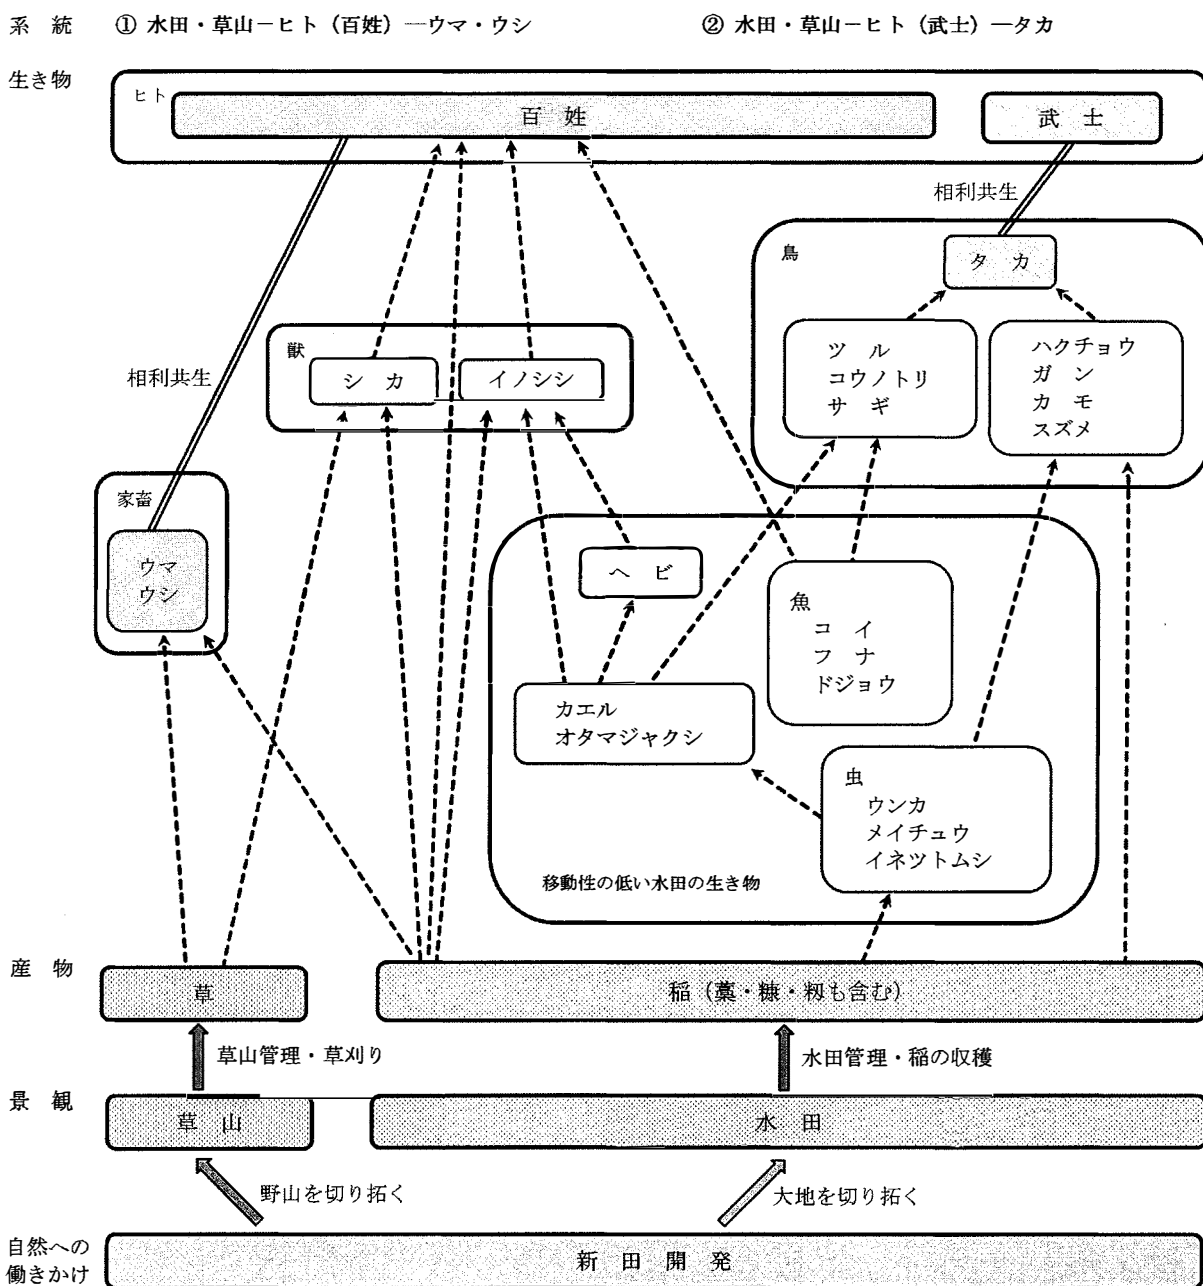 系 統 ① 水田・草山－ヒト（百姓）―ウマ・ウシ ② 水田・草山－ヒト（武士）―タカ
生き物
ヒト
百 姓
武 士
相利共生
鳥
タ カ
獣
シ カ
イノシシ
ツ ル
コウノトリ
サ ギ
ハクチョウ
ガ ン
カ モ
スズメ
相利共生
家畜
ウマ
ウシ
ヘ ビ
魚
コ イ
フ ナ
ドジョウ
カエル
オタマジャクシ
虫
ウンカ
メイチュウ
イネツトムシ
移動性の低い水田の生き物
産 物
草
稲（藁・糠・籾も含む）
草山管理・草刈り
水田管理・稲の収穫
景 観
草 山
水 田
野山を切り拓く
大地を切り拓く
自然への
働きかけ
新 田 開 発